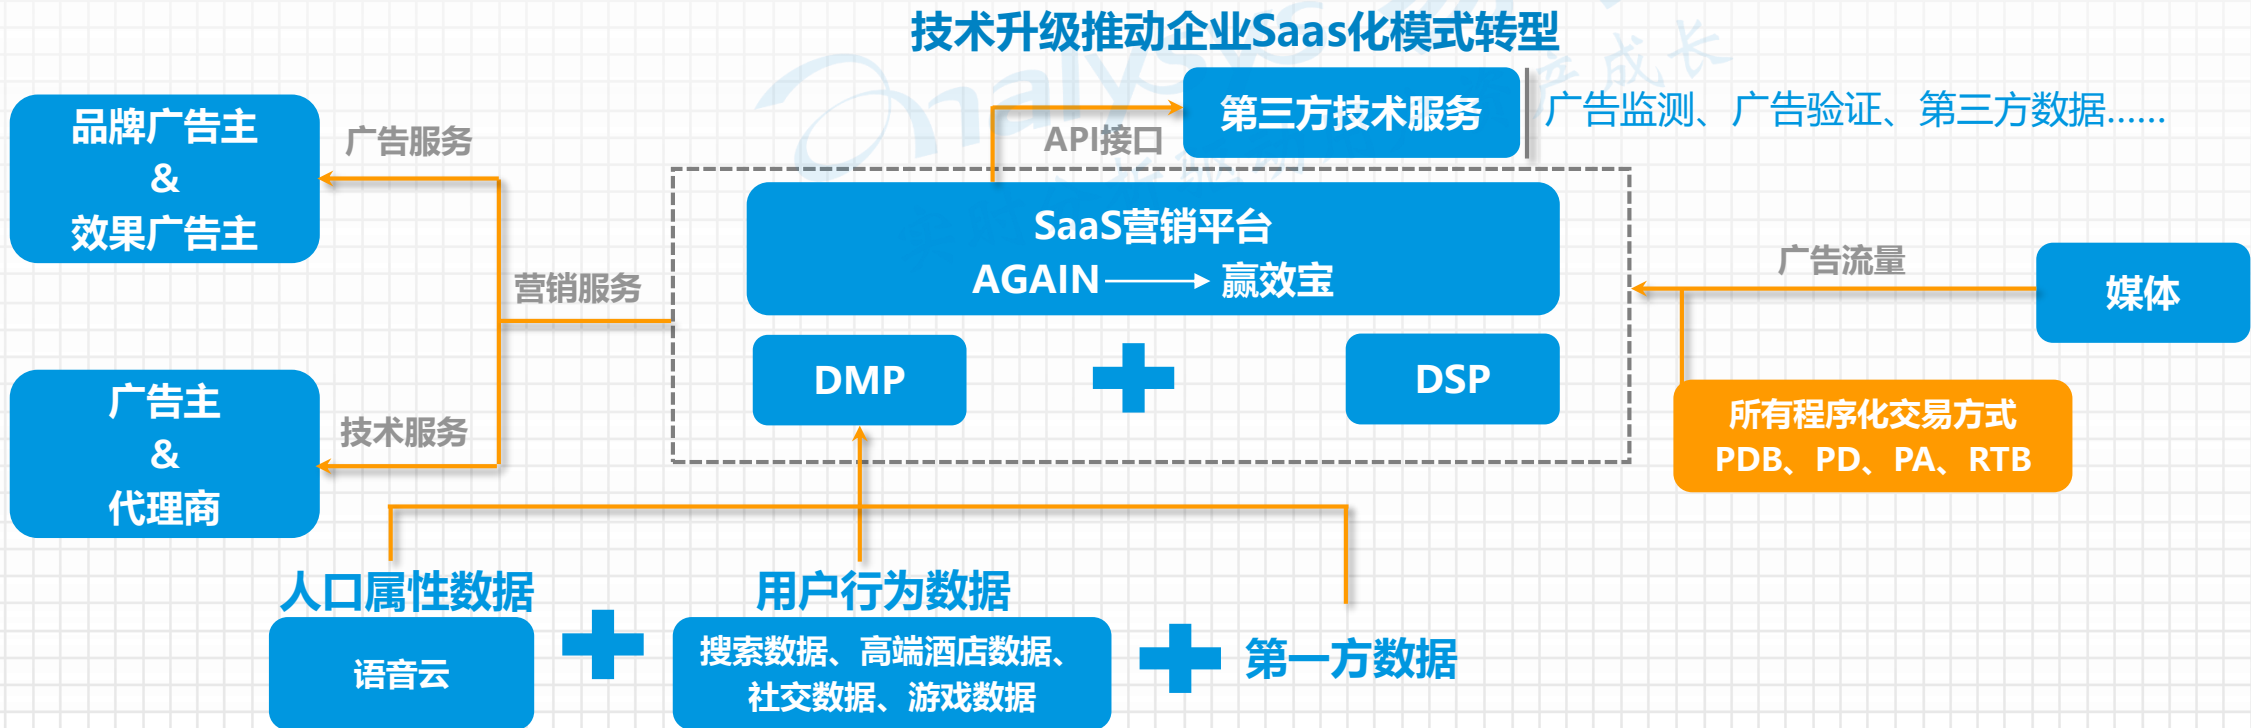 技术升级推动企业Saas化模式转型
第三方技术服务
广告监测、广告验证、第三方数据......
API接口
品牌广告主
&
效果广告主
广告服务
营销服务
技术服务
广告主
&
代理商
SaaS营销平台
AGAIN 赢效宝
DMP
DSP
广告流量
媒体
所有程序化交易方式
PDB、PD、PA、RTB
人口属性数据
语音云
用户行为数据
搜索数据、高端酒店数据、
社交数据、游戏数据
第一方数据